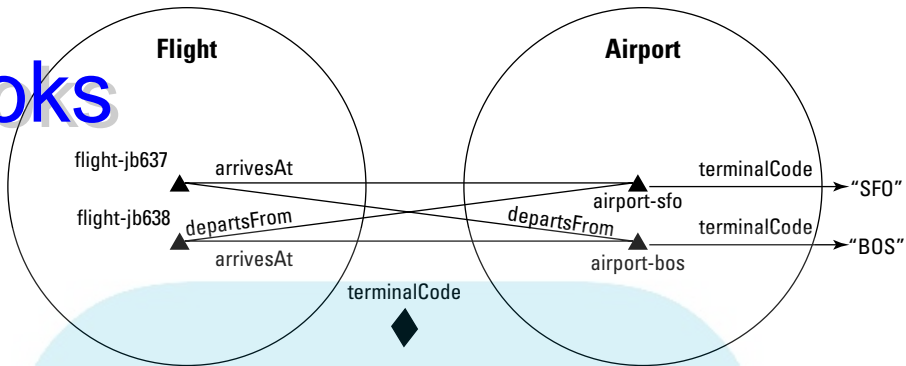 Flight
Airport
oks
flight-jb637
arrivesAt
terminalCode
"SFO"
airport-sfo
flight-jb638
departsFrom
departsFrom
terminalCode
"BOS"
arrivesAt
airport-bos
terminalCode